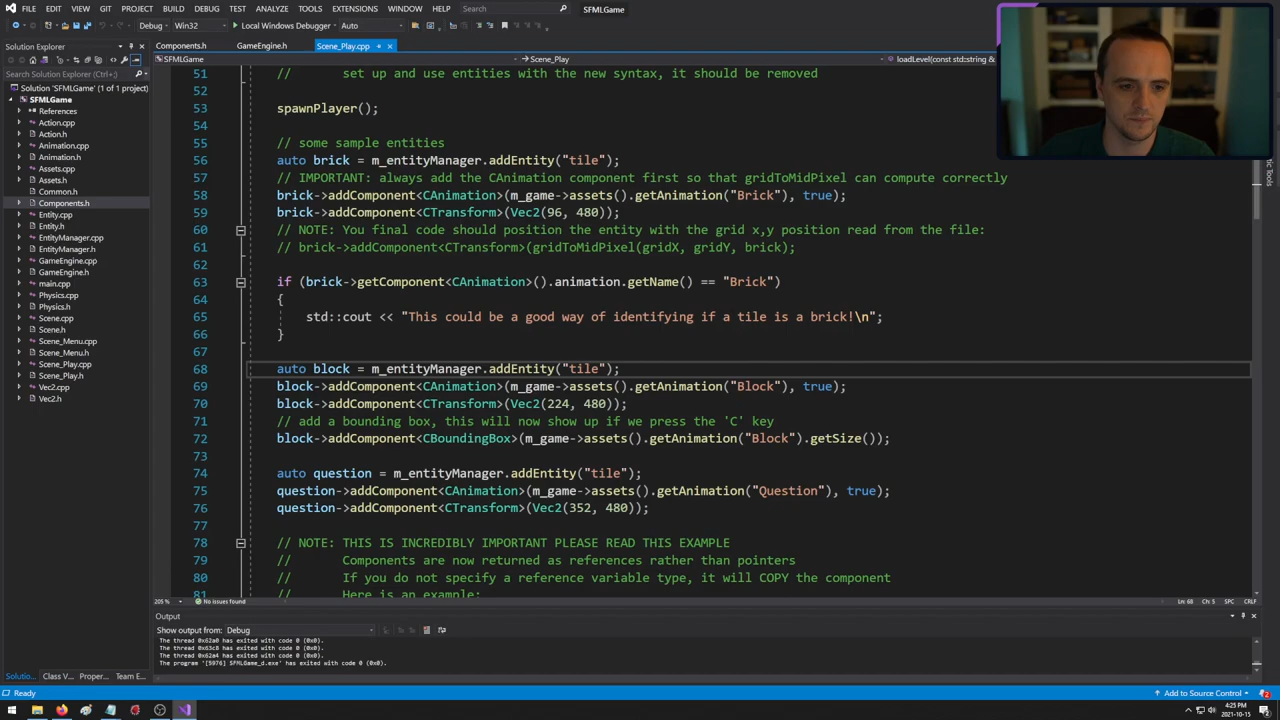 FILE EDIT VIEW GIT PROJECT BUILD DEBUG TEST ANALYZE TOOLS EXTENSIONS WINDOW HELP Search SFMLGame
Debug Win32 Local Windows Debugger Auto
Solution Explorer
Search Solution Explorer
Solution 'SFMLGame' (1 of 1 project)
SFMLGame
References
Action.cpp
Action.h
Animation.cpp
Animation.h
Assets.cpp
Assets.h
Common.h
Components.h
Entity.cpp
Entity.h
EntityManager.cpp
EntityManager.h
GameEngine.cpp
GameEngine.h
main.cpp
Physics.cpp
Physics.h
Scene.cpp
Scene.h
Scene_Menu.cpp
Scene_Menu.h
Scene_Play.cpp
Scene_Play.h
Vec2.cpp
Vec2.h
Solutio... Class V... Proper... Team E...
Components.h GameEngine.h Scene_Play.cpp
SFMLGame Scene_Play loadLevel(const std::string &
51 // set up and use entities with the new syntax, it should be removed
52
53 spawnPlayer();
54
55 // some sample entities
56 auto brick = m_entityManager.addEntity("tile");
57 // IMPORTANT: always add the CAnimation component first so that gridToMidPixel can compute correctly
58 brick->addComponent<CAnimation>(m_game->assets().getAnimation("Brick"), true);
59 brick->addComponent<CTransform>(Vec2(96, 480));
60 // NOTE: You final code should position the entity with the grid x,y position read from the file:
61 // brick->addComponent<CTransform>(gridToMidPixel(gridX, gridY, brick);
62
63 if (brick->getComponent<CAnimation>().animation.getName() == "Brick")
64 {
65 std::cout << "This could be a good way of identifying if a tile is a brick!\n";
66 }
67
68 auto block = m_entityManager.addEntity("tile");
69 block->addComponent<CAnimation>(m_game->assets().getAnimation("Block"), true);
70 block->addComponent<CTransform>(Vec2(224, 480));
71 // add a bounding box, this will now show up if we press the 'C' key
72 block->addComponent<CBoundingBox>(m_game->assets().getAnimation("Block").getSize());
73
74 auto question = m_entityManager.addEntity("tile");
75 question->addComponent<CAnimation>(m_game->assets().getAnimation("Question"), true);
76 question->addComponent<CTransform>(Vec2(352, 480));
77
78 // NOTE: THIS IS INCREDIBLY IMPORTANT PLEASE READ THIS EXAMPLE
79 // Components are now returned as references rather than pointers
80 // If you do not specify a reference variable type, it will COPY the component
81 // Here is an example:
205 % No issues found Ln: 68 Ch: 5 SPC CRLF
Output
Show output from: Debug
The thread 0x62a0 has exited with code 0 (0x0).
The thread 0x63c8 has exited with code 0 (0x0).
The thread 0x62a4 has exited with code 0 (0x0).
The program '[5976] SFMLGame_d.exe' has exited with code 0 (0x0).
Ready Add to Source Control 2
4:25 PM
2021-10-15